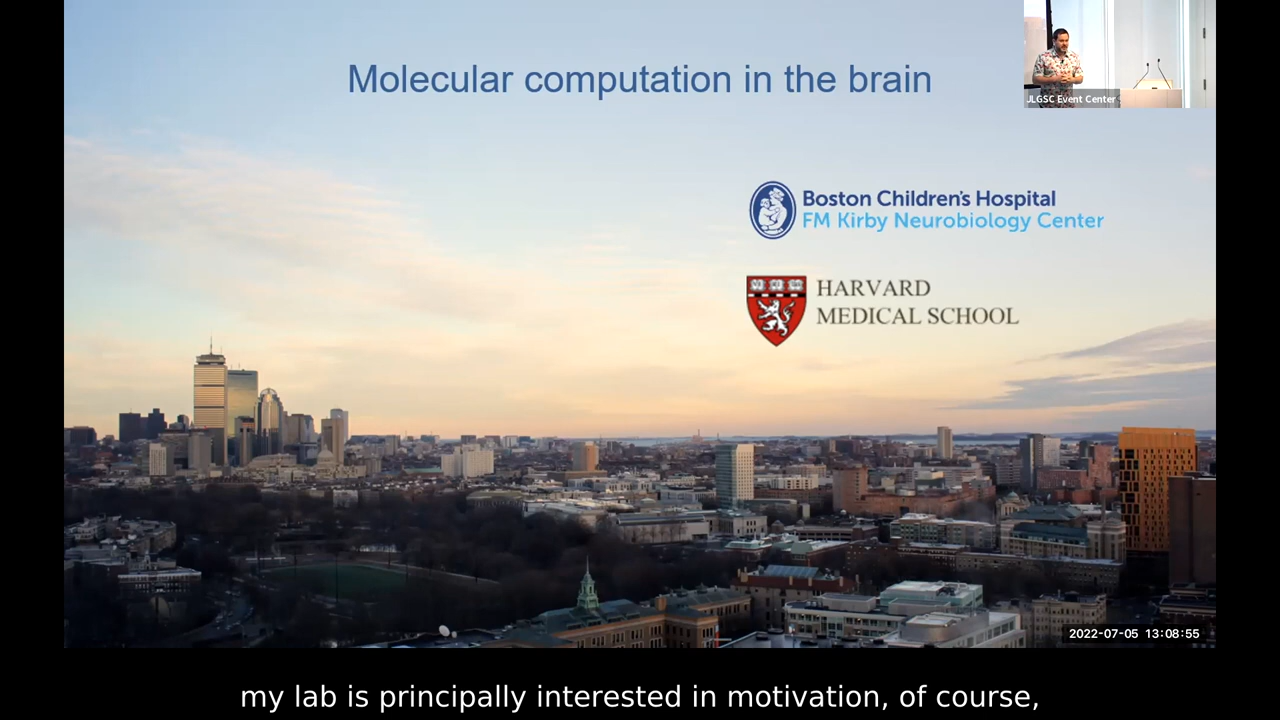 Molecular computation in the brain
JLGSC Event Center
Boston Children's Hospital
FM Kirby Neurobiology Center
HARVARD
MEDICAL SCHOOL
2022-07-05 13:08:55
my lab is principally interested in motivation, of course,